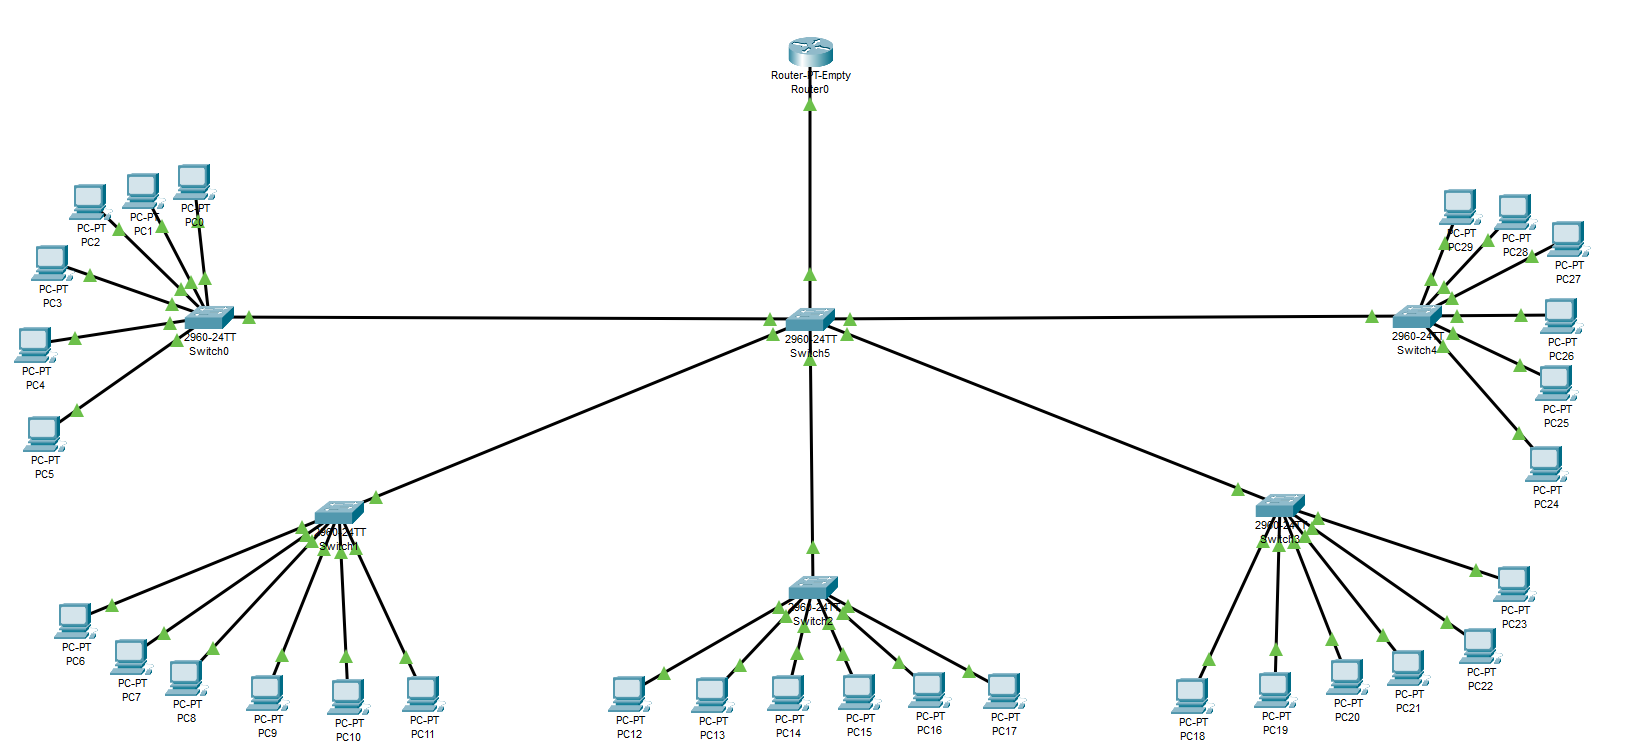 Router-PT-Empty
Router0
PC-PT
PC0
PC-PT
PC1
PC-PT
PC2
PC-PT
PC3
PC-PT
PC4
PC-PT
PC5
2960-24TT
Switch0
2960-24TT
Switch5
2960-24TT
Switch4
PC-PT
PC29
PC-PT
PC28
PC-PT
PC27
PC-PT
PC26
PC-PT
PC25
PC-PT
PC24
2960-24TT
Switch1
PC-PT
PC6
PC-PT
PC7
PC-PT
PC8
PC-PT
PC9
PC-PT
PC10
PC-PT
PC11
2960-24TT
Switch2
PC-PT
PC12
PC-PT
PC13
PC-PT
PC14
PC-PT
PC15
PC-PT
PC16
PC-PT
PC17
2960-24TT
Switch3
PC-PT
PC18
PC-PT
PC19
PC-PT
PC20
PC-PT
PC21
PC-PT
PC22
PC-PT
PC23